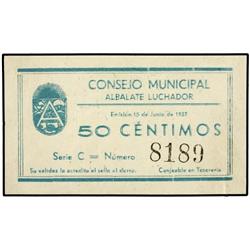 CONSEJO MUNICIPAL
ALBALATE LUCHADOR
Emisión 15 de Junio de 1937
50 CÉNTIMOS
Serie C = Número 8189
Su validez la acredita el sello al dorso. Canjeable en Tesorería